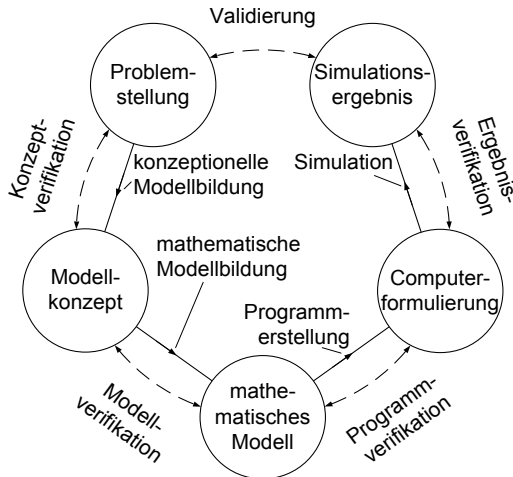 Validierung
Problem-
stellung
Simulations-
ergebnis
Konzept-
verifikation
konzeptionelle
Modellbildung
Simulation
Ergebnis-
verifikation
Modell-
konzept
mathematische
Modellbildung
Programm-
erstellung
Computer-
formulierung
Modell-
verifikation
mathe-
matisches
Modell
Programm-
verifikation